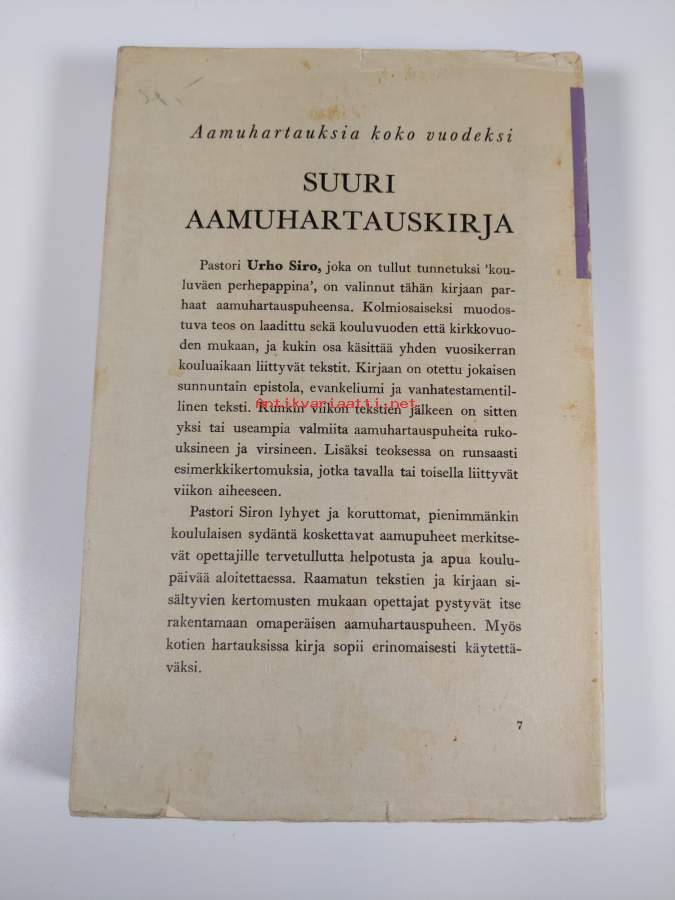 Aamuhartauksia koko vuodeksi
SUURI
AAMUHARTAUSKIRJA
Pastori Urho Siro, joka on tullut tunnetuksi 'kou-
luväen perhepappina', on valinnut tähän kirjaan par-
haat aamuhartauspuheensa. Kolmiosaiseksi muodos-
tuva teos on laadittu sekä kouluvuoden että kirkkovuo-
den mukaan, ja kukin osa käsittää yhden vuosikerran
kouluaikaan liittyvät tekstit. Kirjaan on otettu jokaisen
sunnuntain epistola, evankeliumi ja vanhatestamentil-
linen teksti. Kunkin viikon tekstien jälkeen on sitten
antikvariaatti.net
yksi tai useampia valmiita aamuhartauspuheita ruko-
uksineen ja virsineen. Lisäksi teoksessa on runsaasti
esimerkkikertomuksia, jotka tavalla tai toisella liittyvät
viikon aiheeseen.
Pastori Siron lyhyet ja koruttomat, pienimmänkin
koululaisen sydäntä koskettavat aamupuheet merkitse-
vät opettajille tervetullutta helpotusta ja apua koulu-
päivää aloitettaessa. Raamatun tekstien ja kirjaan si-
sältyvien kertomusten mukaan opettajat pystyvät itse
rakentamaan omaperäisen aamuhartauspuheen. Myös
kotien hartauksissa kirja sopii erinomaisesti käytettä-
väksi.
7